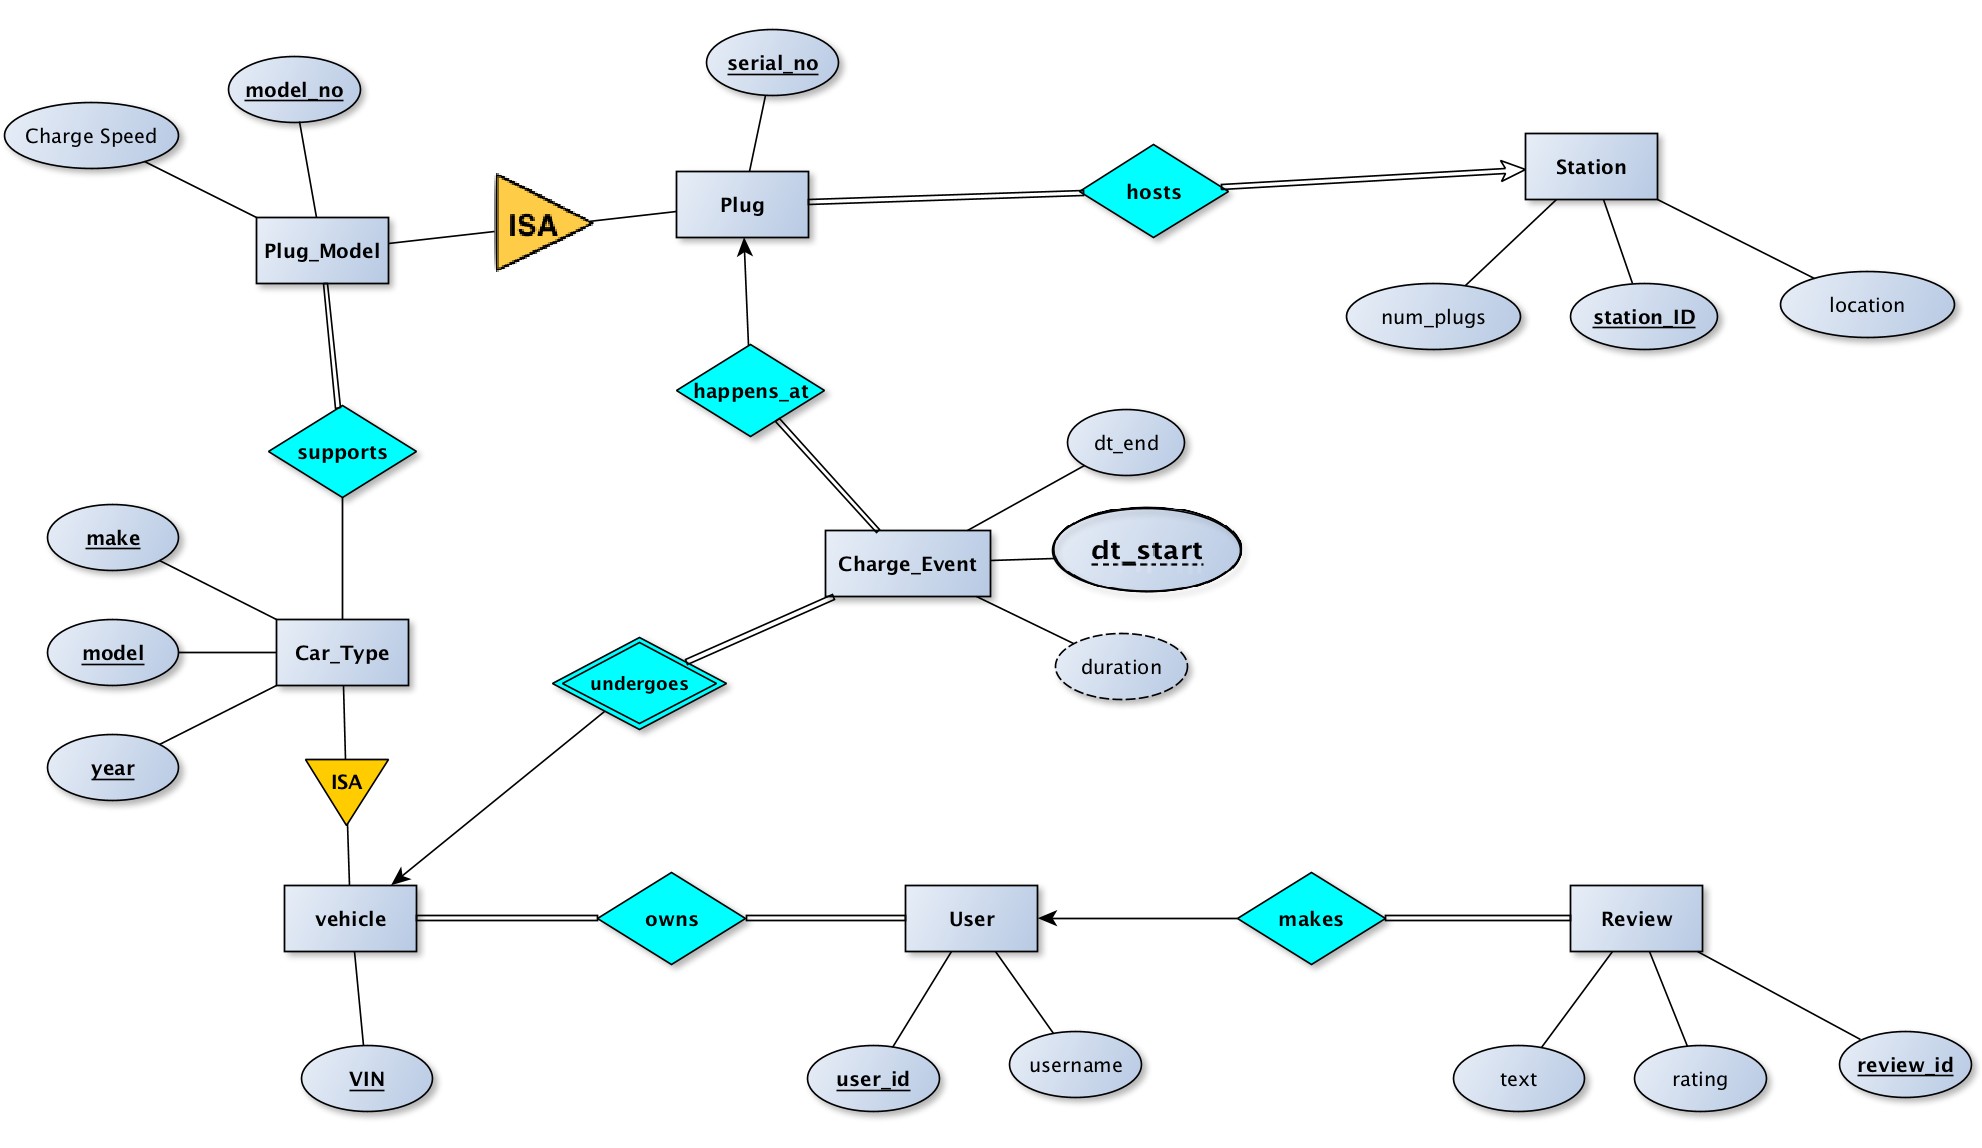 serial_no
model_no
Charge Speed
Station
Plug
hosts
ISA
Plug_Model
num_plugs
station_ID
location
happens_at
dt_end
supports
make
dt_start
Charge_Event
model
Car_Type
undergoes
duration
year
ISA
vehicle
owns
User
makes
Review
VIN
user_id
username
text
rating
review_id